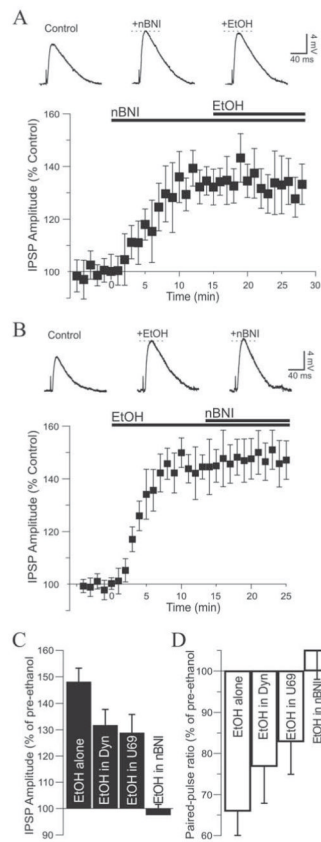 A
Control
+nBNI
+EtOH
4 mV
40 ms
160
140
120
100
IPSP Amplitude (% Control)
nBNI
EtOH
0 5 10 15 20 25 30
Time (min)
B
Control
+EtOH
+nBNI
4 mV
40 ms
160
140
120
100
IPSP Amplitude (% Control)
EtOH
nBNI
0 5 10 15 20 25
Time (min)
C
IPSP Amplitude (% of pre-ethanol)
160
150
140
130
120
110
100
90
EtOH alone
EtOH in Dyn
EtOH in U69
EtOH in nBNI
D
Paired-pulse ratio (% of pre-ethanol)
100
90
80
70
60
EtOH alone
EtOH in Dyn
EtOH in U69
EtOH in nBNI